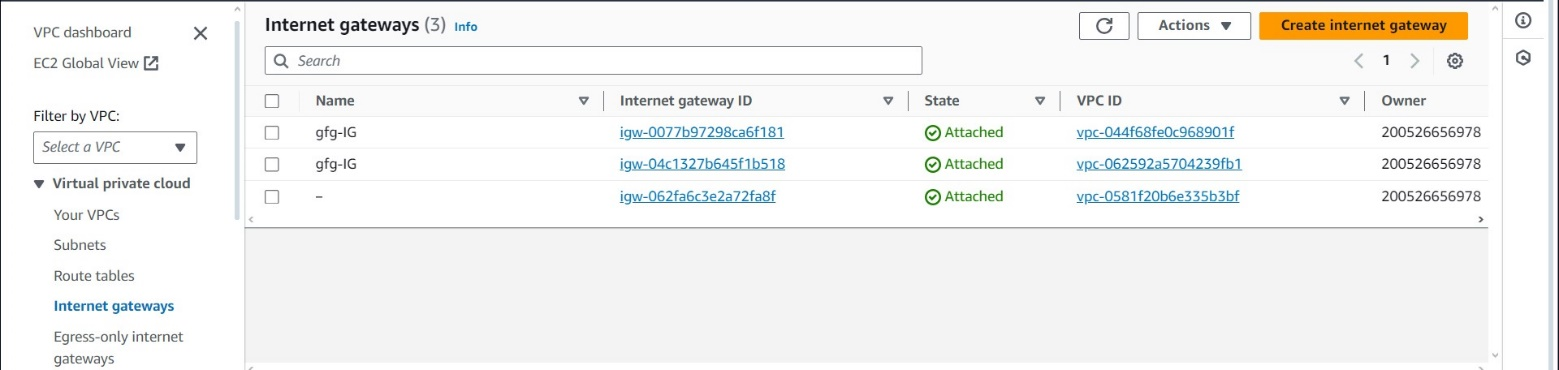 VPC dashboard
EC2 Global View
Filter by VPC:
Select a VPC
Virtual private cloud
Your VPCs
Subnets
Route tables
Internet gateways
Egress-only internet
gateways
Internet gateways (3) Info
Actions
Create internet gateway
Search
1
Name Internet gateway ID State VPC ID Owner
gfg-IG igw-0077b97298ca6f181 Attached vpc-044f68fe0c968901f 200526656978
gfg-IG igw-04c1327b645f1b518 Attached vpc-062592a5704239fb1 200526656978
– igw-062fa6c3e2a72fa8f Attached vpc-0581f20b6e335b3bf 200526656978